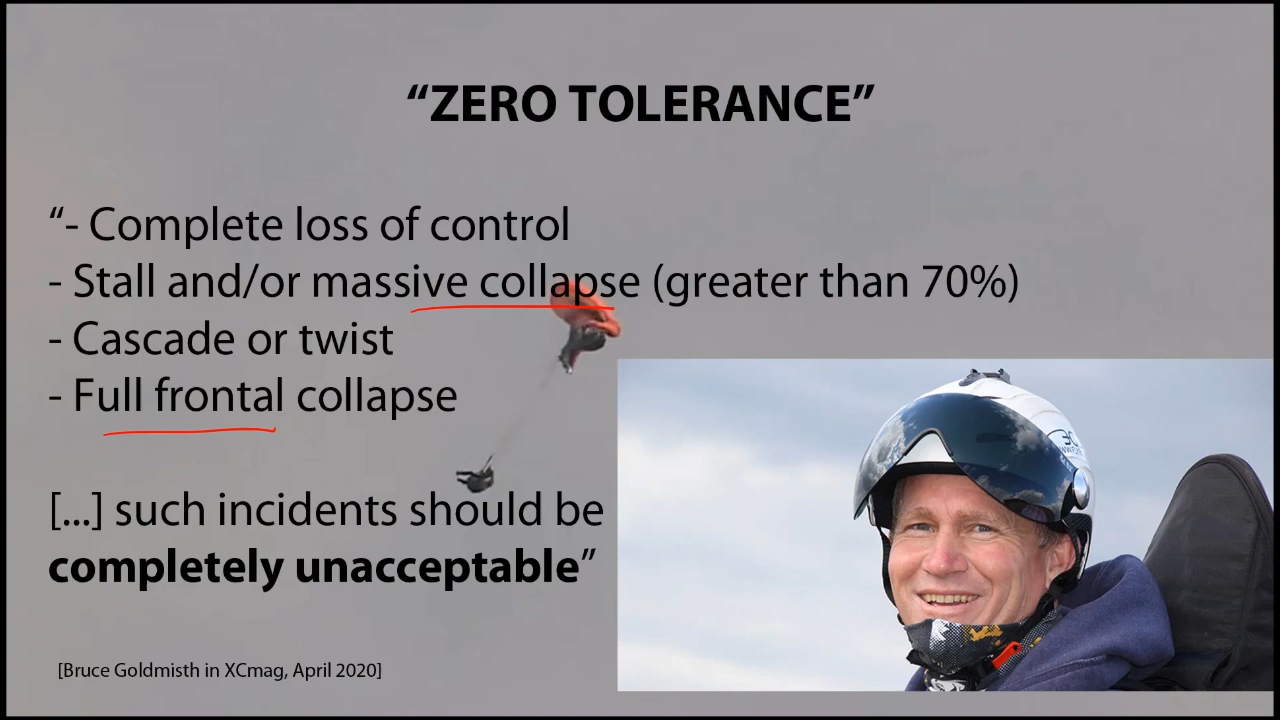 “ZERO TOLERANCE”
“- Complete loss of control
- Stall and/or massive collapse (greater than 70%)
- Cascade or twist
- Full frontal collapse
[...] such incidents should be
completely unacceptable”
[Bruce Goldmisth in XCmag, April 2020]